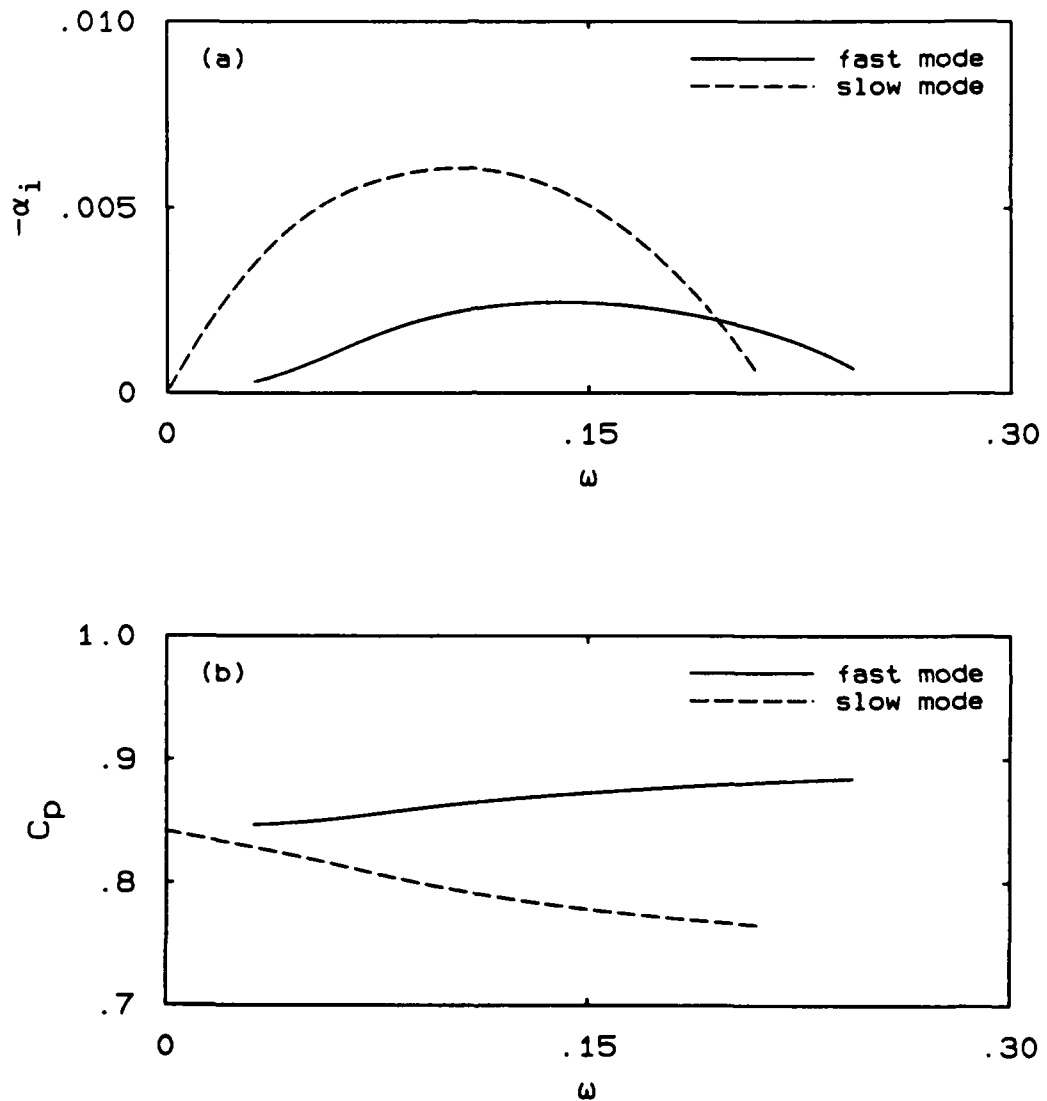 .010
(a)
fast mode
slow mode
-αi
.005
0
0 .15 .30
ω
1.0
(b)
fast mode
slow mode
.9
Cp
.8
.7
0 .15 .30
ω